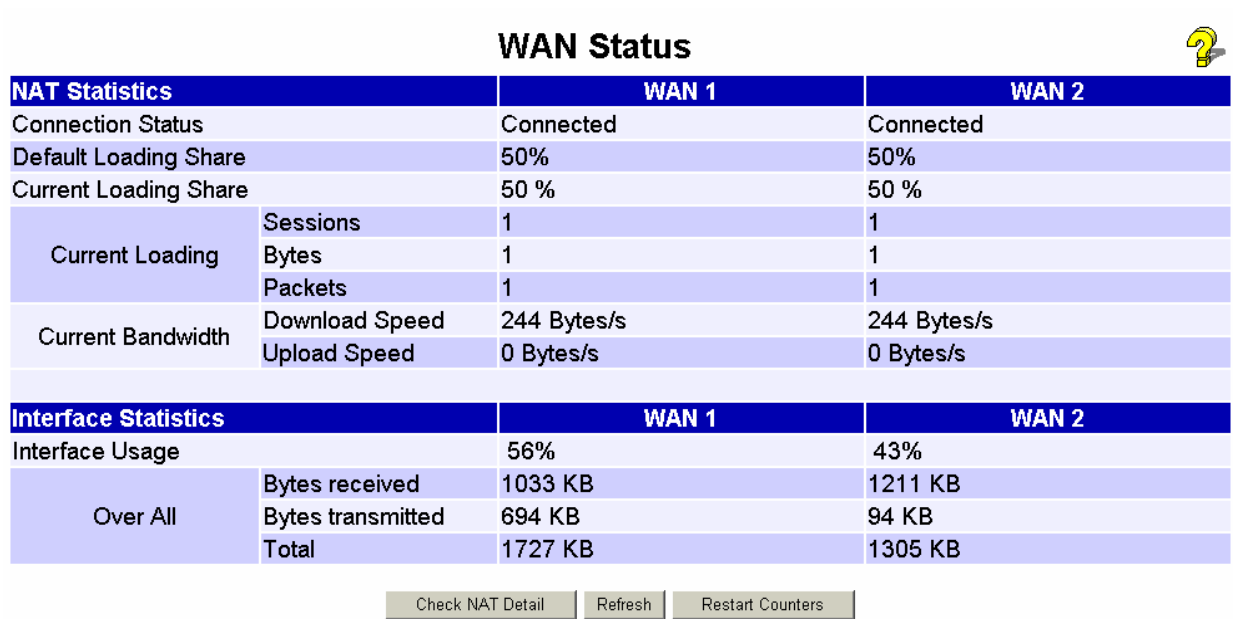 WAN Status
NAT Statistics WAN 1 WAN 2
Connection Status Connected Connected
Default Loading Share 50% 50%
Current Loading Share 50 % 50 %
Current Loading Sessions 1 1
Bytes 1 1
Packets 1 1
Current Bandwidth Download Speed 244 Bytes/s 244 Bytes/s
Upload Speed 0 Bytes/s 0 Bytes/s
Interface Statistics WAN 1 WAN 2
Interface Usage 56% 43%
Over All Bytes received 1033 KB 1211 KB
Bytes transmitted 694 KB 94 KB
Total 1727 KB 1305 KB
Check NAT Detail Refresh Restart Counters